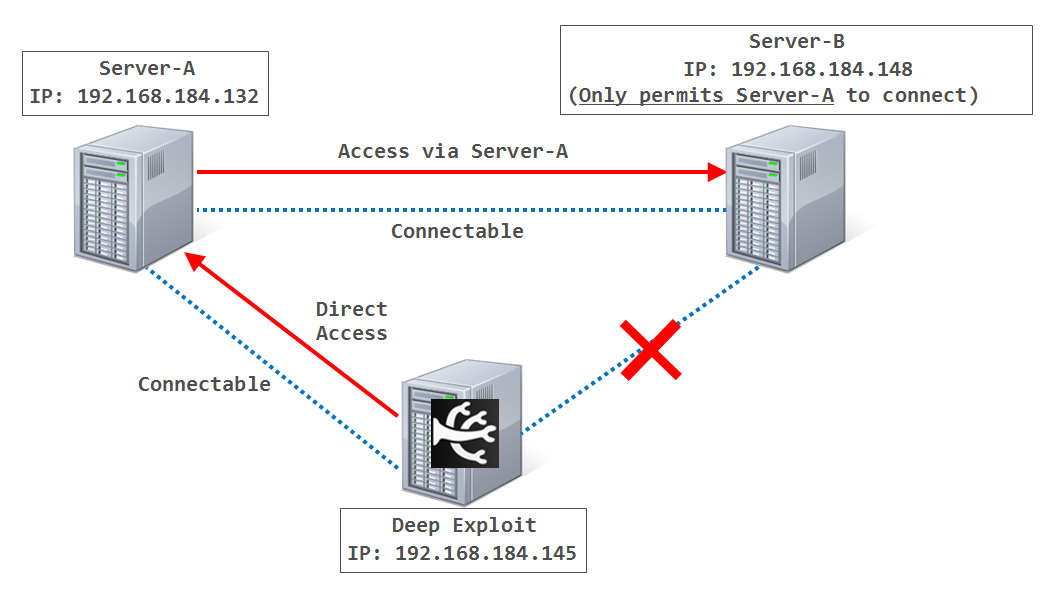 Server-A
IP: 192.168.184.132
Server-B
IP: 192.168.184.148
(Only permits Server-A to connect)
Access via Server-A
Connectable
Direct
Access
Connectable
Deep Exploit
IP: 192.168.184.145